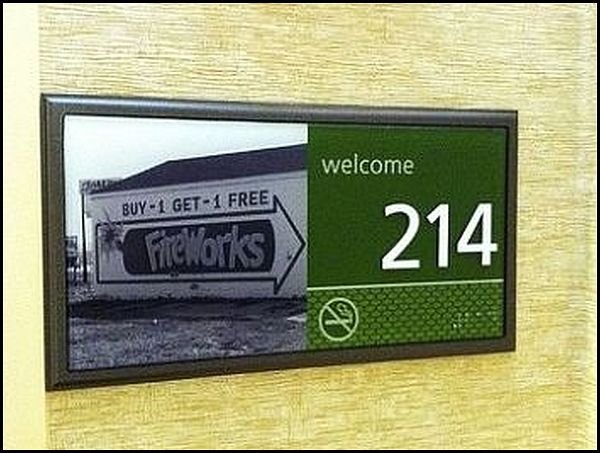 BUY-1 GET-1 FREE
FireWorks
welcome
214